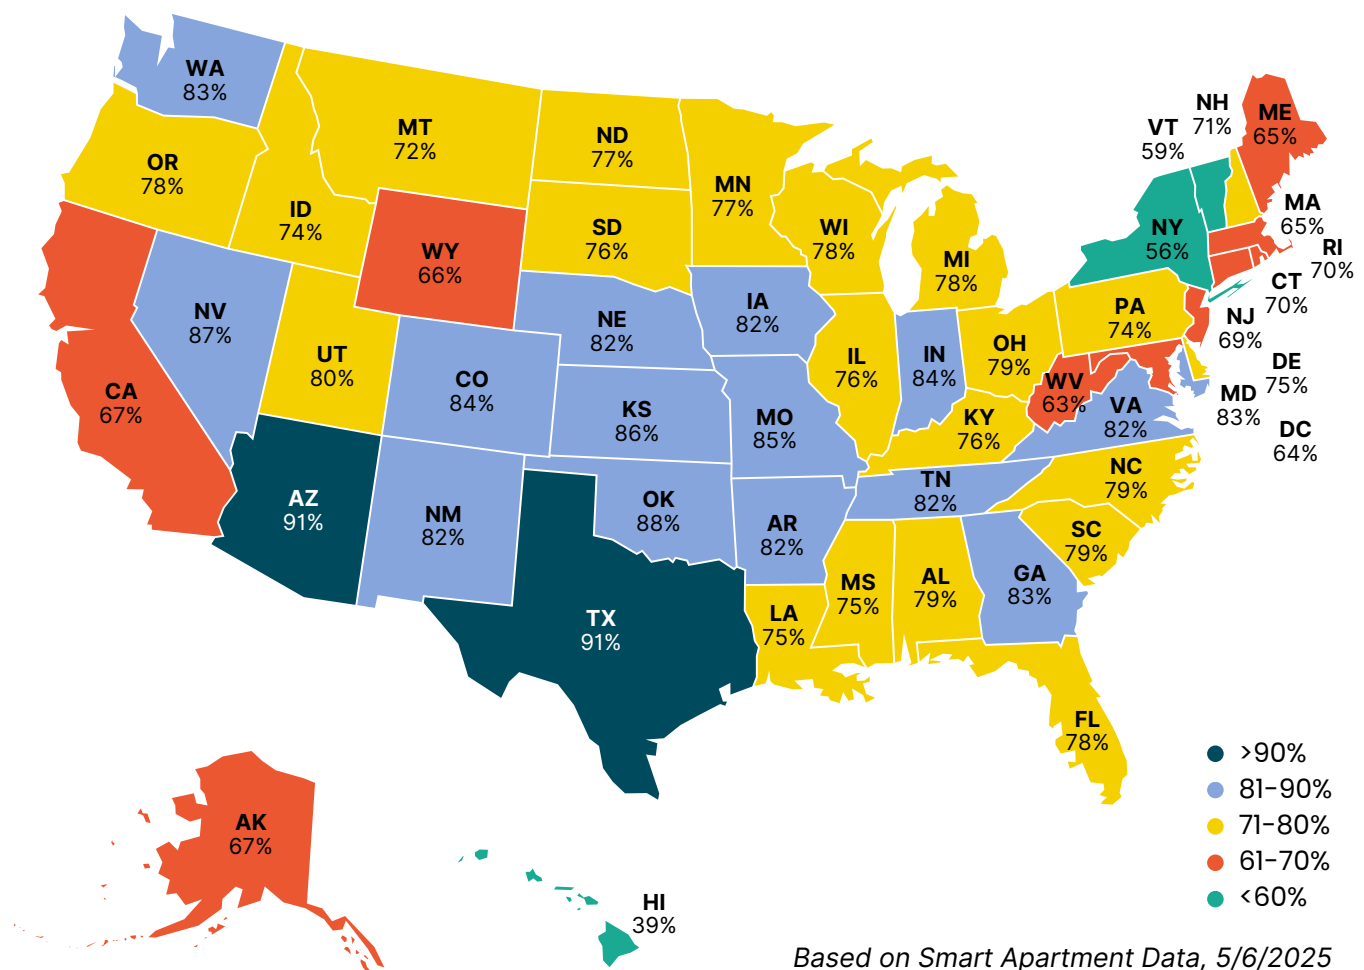 WA
83%
OR
78%
ID
74%
MT
72%
ND
77%
MN
77%
SD
76%
WY
66%
WI
78%
MI
78%
VT
59%
NH
71%
ME
65%
NY
56%
MA
65%
RI
70%
CT
70%
NJ
69%
PA
74%
DE
75%
MD
83%
DC
64%
NV
87%
UT
80%
CA
67%
CO
84%
NE
82%
IA
82%
IL
76%
IN
84%
OH
79%
WV
63%
VA
82%
KS
86%
MO
85%
KY
76%
NC
79%
TN
82%
SC
79%
AZ
91%
NM
82%
OK
88%
AR
82%
TX
91%
LA
75%
MS
75%
AL
79%
GA
83%
FL
78%
AK
67%
HI
39%
>90%
81-90%
71-80%
61-70%
<60%
Based on Smart Apartment Data, 5/6/2025